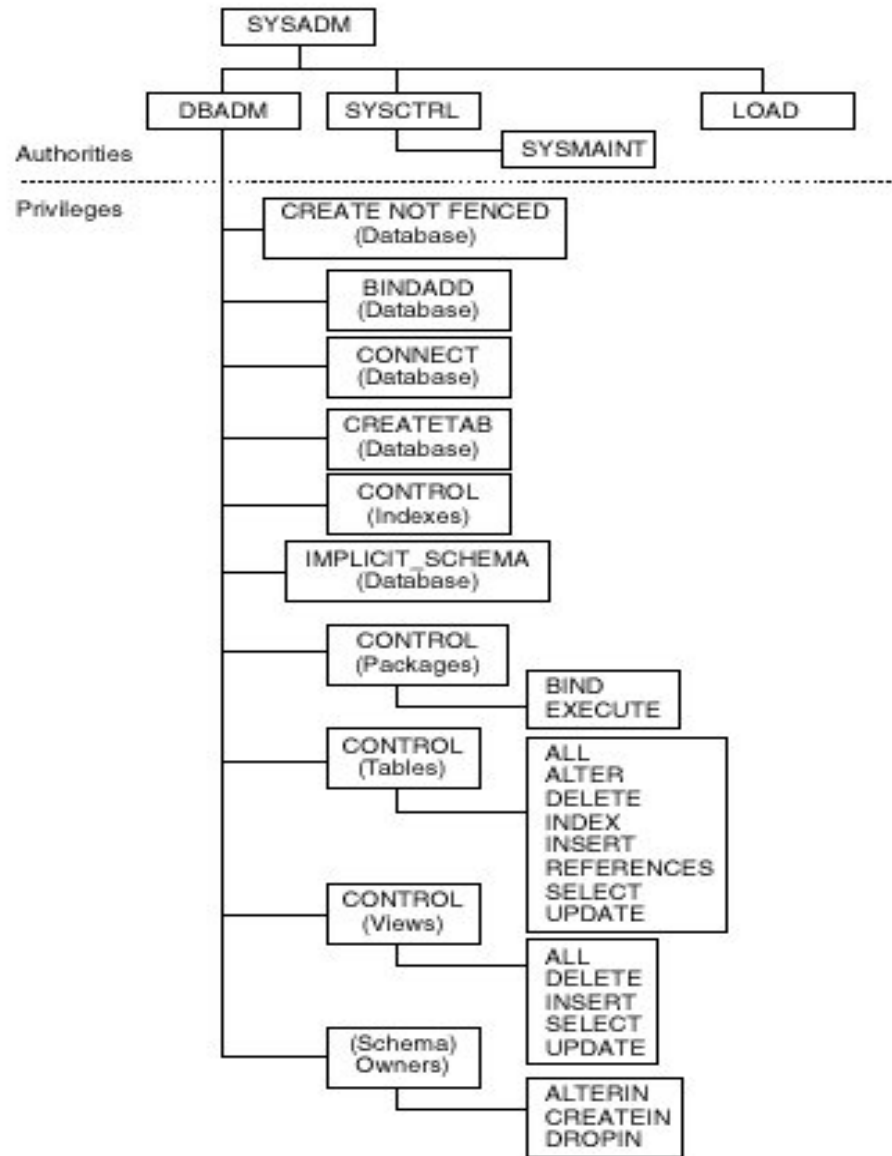 SYSADM
DBADM
SYSCTRL
LOAD
SYSMAINT
Authorities
Privileges
CREATE NOT FENCED
(Database)
BINDADD
(Database)
CONNECT
(Database)
CREATETAB
(Database)
CONTROL
(Indexes)
IMPLICIT_SCHEMA
(Database)
CONTROL
(Packages)
BIND
EXECUTE
CONTROL
(Tables)
ALL
ALTER
DELETE
INDEX
INSERT
REFERENCES
SELECT
UPDATE
CONTROL
(Views)
ALL
DELETE
INSERT
SELECT
UPDATE
(Schema)
Owners)
ALTERIN
CREATEIN
DROPIN